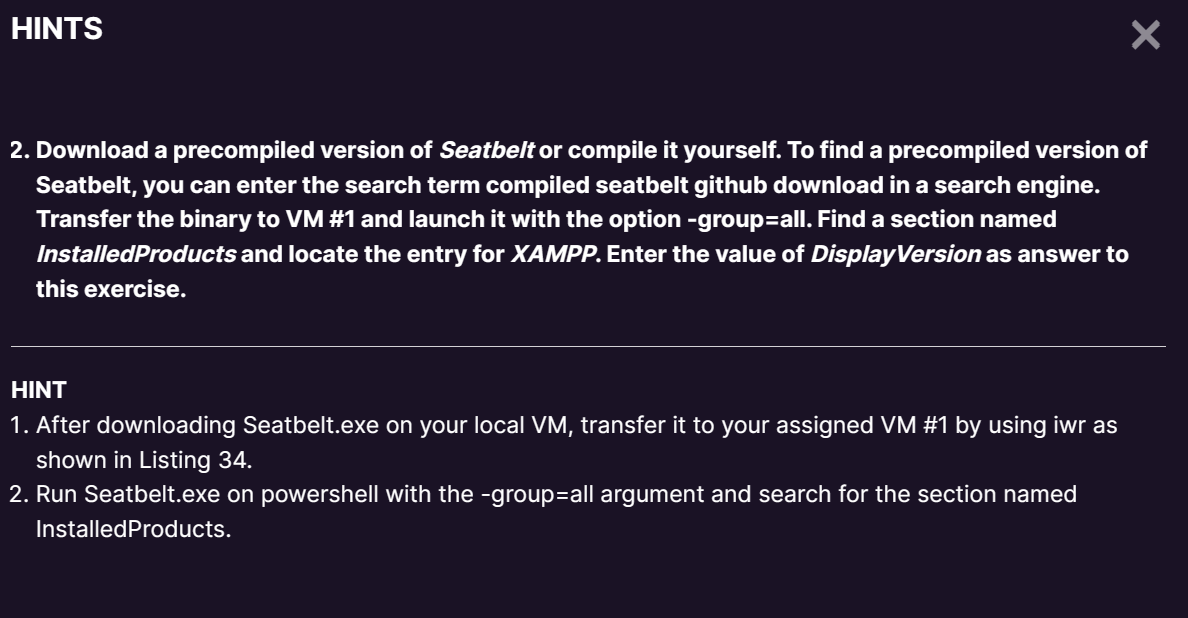 HINTS
2. Download a precompiled version of Seatbelt or compile it yourself. To find a precompiled version of
Seatbelt, you can enter the search term compiled seatbelt github download in a search engine.
Transfer the binary to VM #1 and launch it with the option -group=all. Find a section named
InstalledProducts and locate the entry for XAMPP. Enter the value of DisplayVersion as answer to
this exercise.
HINT
1. After downloading Seatbelt.exe on your local VM, transfer it to your assigned VM #1 by using iwr as
shown in Listing 34.
2. Run Seatbelt.exe on powershell with the -group=all argument and search for the section named
InstalledProducts.